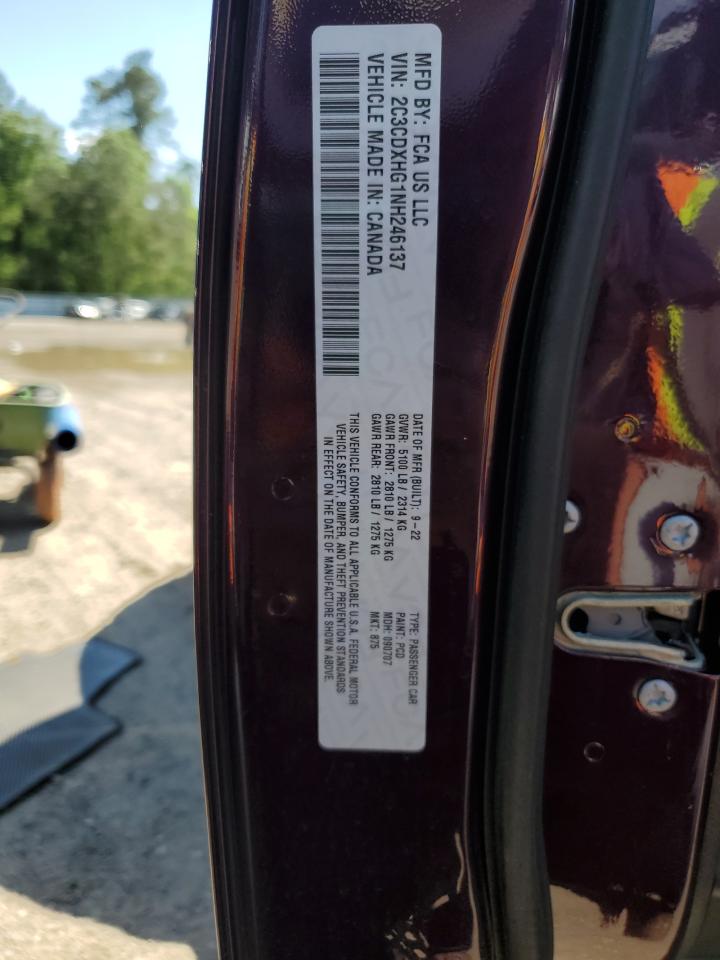 MFD BY: FCA US LLC
VIN: 2C3CDXHG1NH246137
VEHICLE MADE IN: CANADA
DATE OF MFR (BUILT): 9-22
GVWR: 5100 LB / 2314 KG
GAWR FRONT: 2810 LB / 1275 KG
GAWR REAR: 2810 LB / 1275 KG
THIS VEHICLE CONFORMS TO ALL APPLICABLE U.S.A. FEDERAL MOTOR
VEHICLE SAFETY, BUMPER, AND THEFT PREVENTION STANDARDS
IN EFFECT ON THE DATE OF MANUFACTURE SHOWN ABOVE.
TYPE: PASSENGER CAR
PAINT: PCD
MDH: 090707
MKT: 875